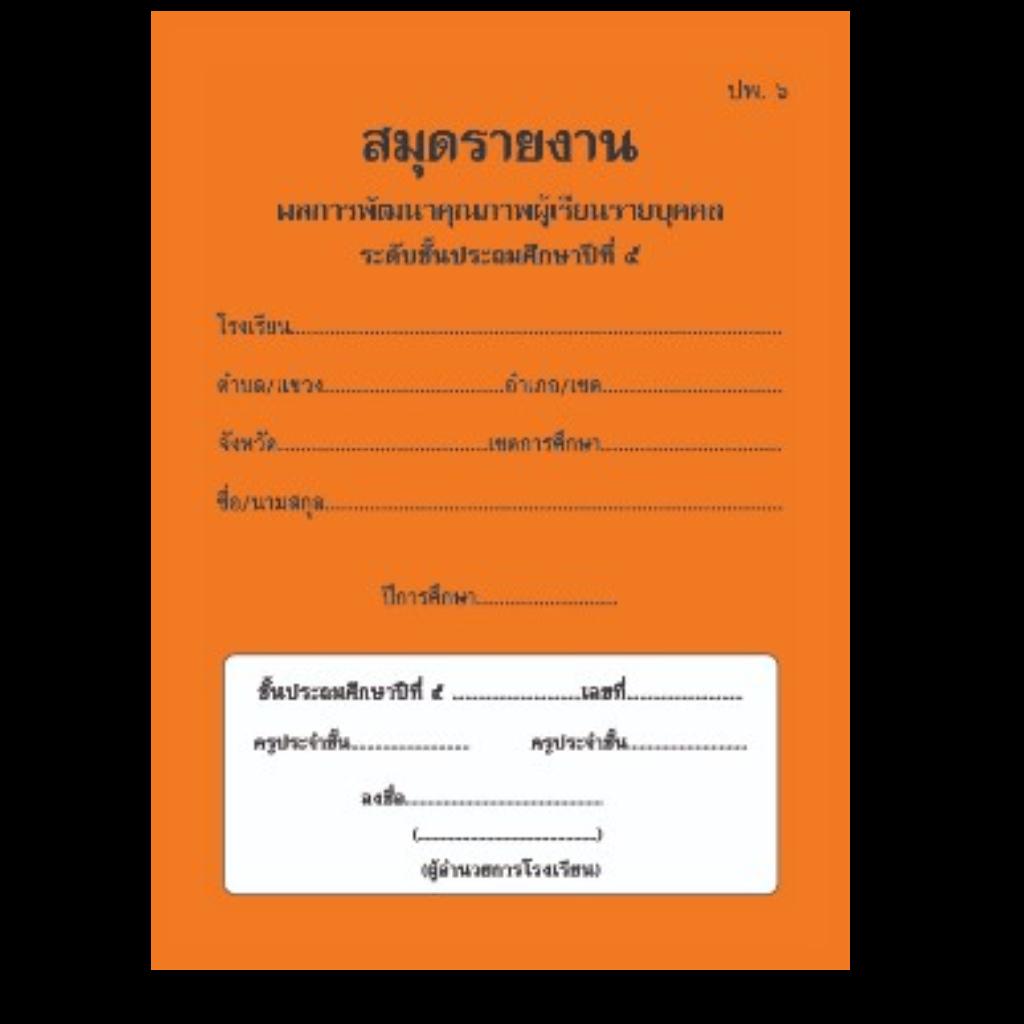 ปพ. ๖
สมุดรายงาน
ผลการพัฒนาคุณภาพผู้เรียนรายบุคคล
ระดับชั้นประถมศึกษาปีที่ ๕
โรงเรียน........................................................................................
ตำบล/แขวง................................อำเภอ/เขต................................
จังหวัด.....................................เขตการศึกษา................................
ชื่อ/นามสกุล................................................................................
ปีการศึกษา.........................
ชั้นประถมศึกษาปีที่ ๕ .......................เลขที่.....................
ครูประจำชั้น..................... ครูประจำชั้น.....................
ลงชื่อ...................................
(................................)
(ผู้อำนวยการโรงเรียน)